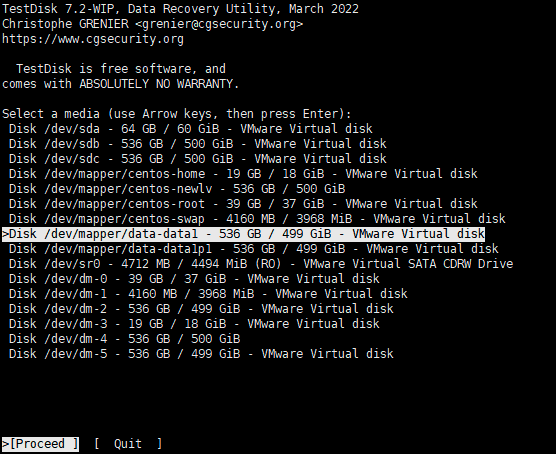 TestDisk 7.2-WIP, Data Recovery Utility, March 2022
Christophe GRENIER <grenier@cgsecurity.org>
https://www.cgsecurity.org
TestDisk is free software, and
comes with ABSOLUTELY NO WARRANTY.
Select a media (use Arrow keys, then press Enter):
Disk /dev/sda - 64 GB / 60 GiB - VMware Virtual disk
Disk /dev/sdb - 536 GB / 500 GiB - VMware Virtual disk
Disk /dev/sdc - 536 GB / 500 GiB - VMware Virtual disk
Disk /dev/mapper/centos-home - 19 GB / 18 GiB - VMware Virtual disk
Disk /dev/mapper/centos-newlv - 536 GB / 500 GiB
Disk /dev/mapper/centos-root - 39 GB / 37 GiB - VMware Virtual disk
Disk /dev/mapper/centos-swap - 4160 MB / 3968 MiB - VMware Virtual disk
>Disk /dev/mapper/data-data1 - 536 GB / 499 GiB - VMware Virtual disk
Disk /dev/mapper/data-data1p1 - 536 GB / 499 GiB - VMware Virtual disk
Disk /dev/sr0 - 4712 MB / 4494 MiB (RO) - VMware Virtual SATA CDRW Drive
Disk /dev/dm-0 - 39 GB / 37 GiB - VMware Virtual disk
Disk /dev/dm-1 - 4160 MB / 3968 MiB - VMware Virtual disk
Disk /dev/dm-2 - 536 GB / 499 GiB - VMware Virtual disk
Disk /dev/dm-3 - 19 GB / 18 GiB - VMware Virtual disk
Disk /dev/dm-4 - 536 GB / 500 GiB
Disk /dev/dm-5 - 536 GB / 499 GiB - VMware Virtual disk
>[Proceed ]  [  Quit  ]